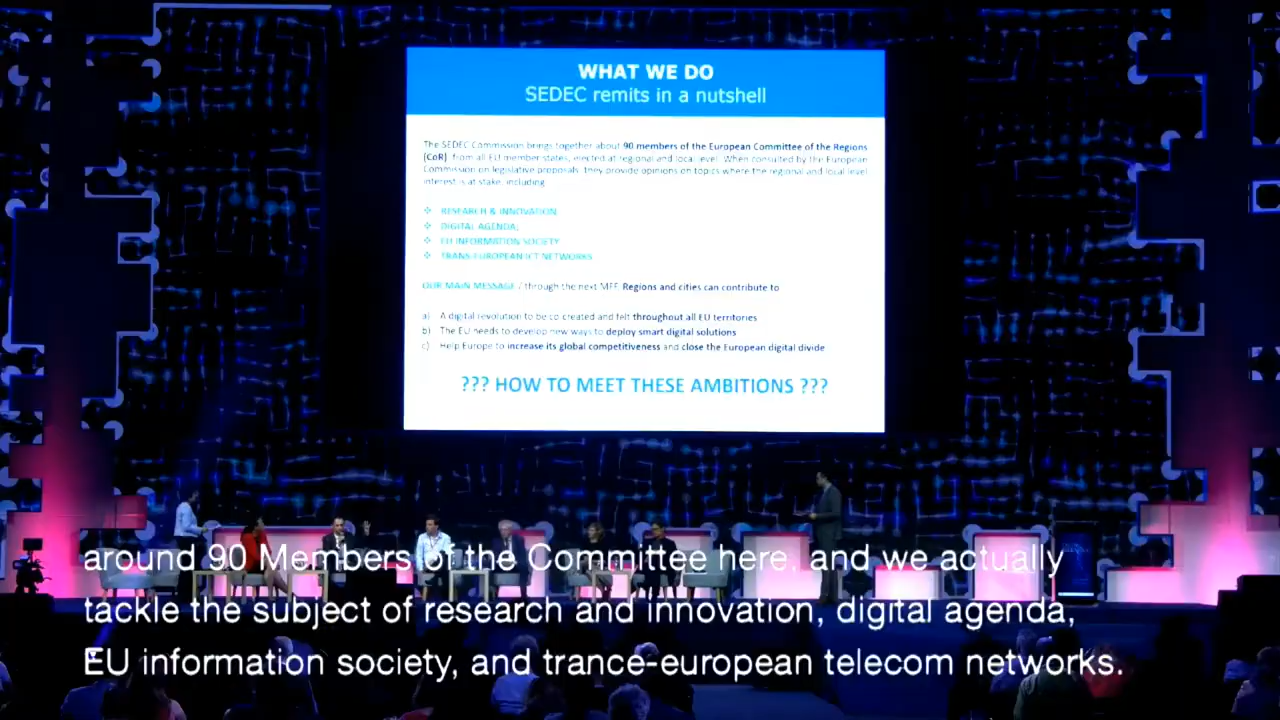 WHAT WE DO
SEDEC remits in a nutshell
The SEDEC Commission brings together about 90 members of the European Committee of the Regions
(CoR), from all EU member states, elected at regional and local level. When consulted by the European
Commission on legislative proposals, they provide opinions on topics where the regional and local level
interest is at stake, including
RESEARCH & INNOVATION,
DIGITAL AGENDA,
EU INFORMATION SOCIETY
TRANS-EUROPEAN ICT NETWORKS
OUR MAIN MESSAGE / through the next MFF, Regions and cities can contribute to
a) A digital revolution to be co created and felt throughout all EU territories
b) The EU needs to develop new ways to deploy smart digital solutions
c) Help Europe to increase its global competitiveness and close the European digital divide
??? HOW TO MEET THESE AMBITIONS ???
around 90 Members of the Committee here, and we actually
tackle the subject of research and innovation, digital agenda,
EU information society, and trance-european telecom networks.